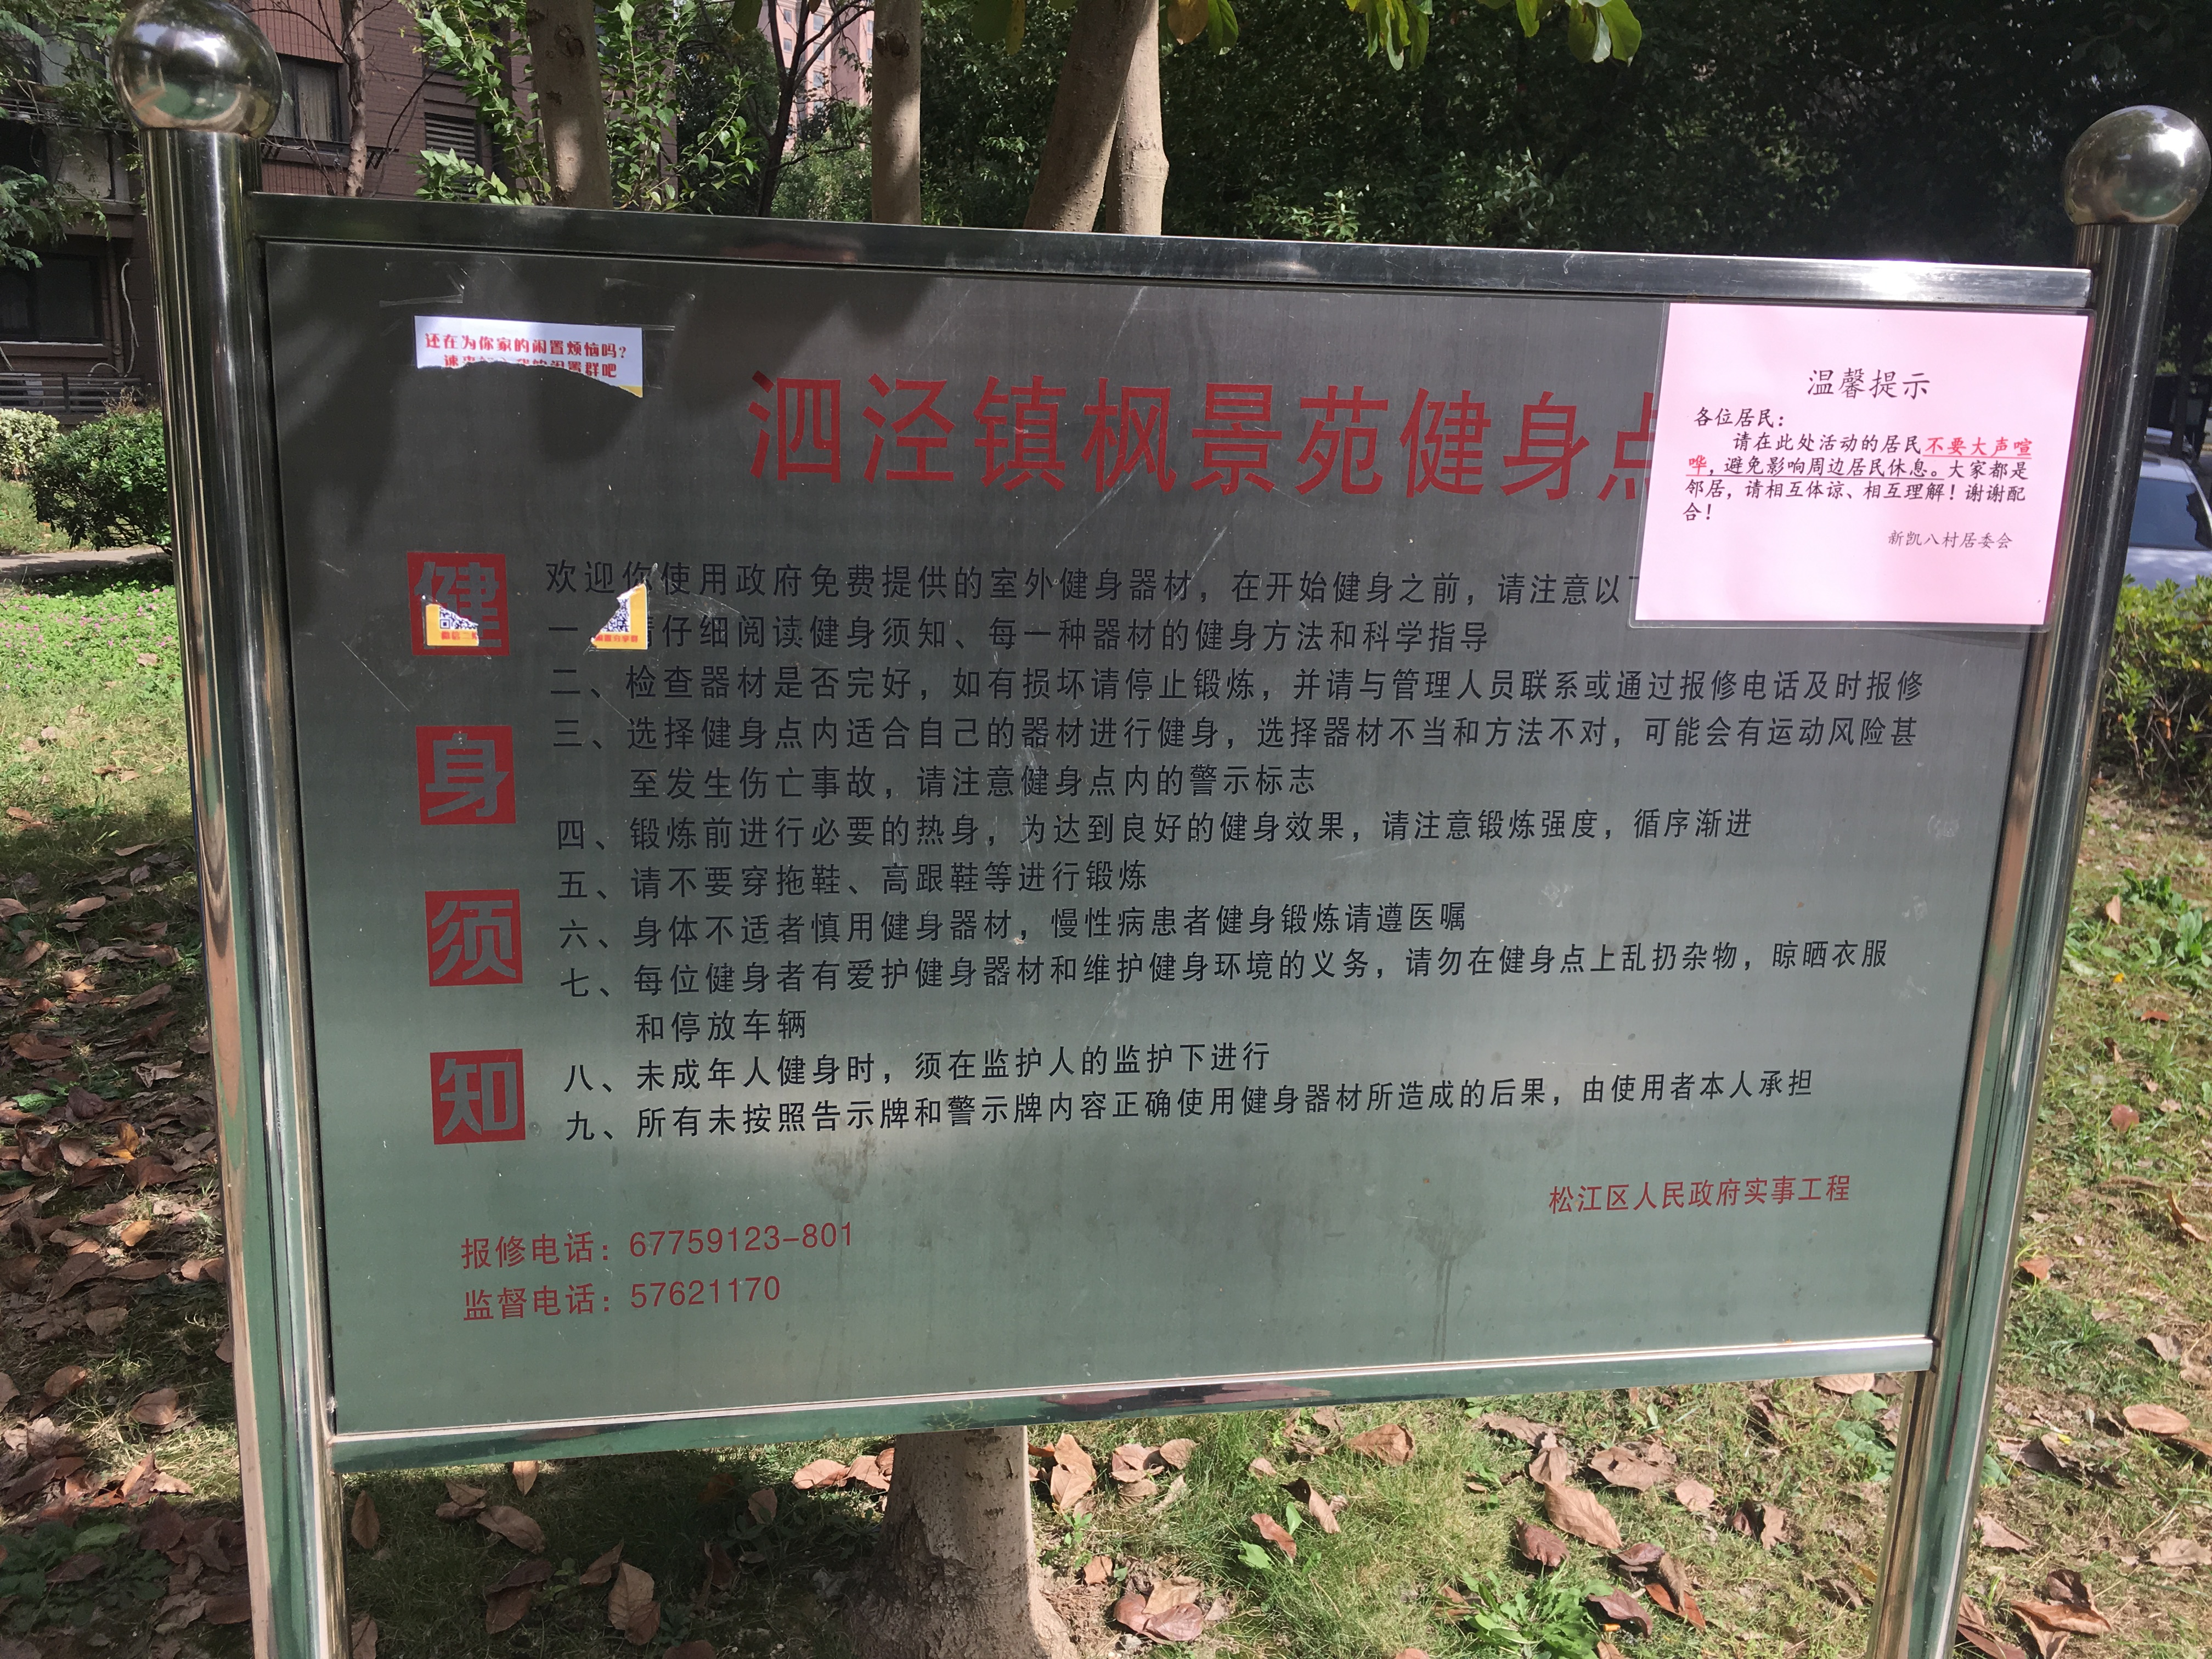 还在为你家的闲置烦恼吗?
闲置群吧
泗泾镇枫景苑健身点
温馨提示
各位居民：
请在此处活动的居民不要大声喧
哗，避免影响周边居民休息。大家都是
邻居，请相互体谅、相互理解！谢谢配
合！
新凯八村居委会
健身须知
欢迎你使用政府免费提供的室外健身器材，在开始健身之前，请注意以
一、仔细阅读健身须知、每一种器材的健身方法和科学指导
二、检查器材是否完好，如有损坏请停止锻炼，并请与管理人员联系或通过报修电话及时报修
三、选择健身点内适合自己的器材进行健身，选择器材不当和方法不对，可能会有运动风险甚
至发生伤亡事故，请注意健身点内的警示标志
四、锻炼前进行必要的热身，为达到良好的健身效果，请注意锻炼强度，循序渐进
五、请不要穿拖鞋、高跟鞋等进行锻炼
六、身体不适者慎用健身器材，慢性病患者健身锻炼请遵医嘱
七、每位健身者有爱护健身器材和维护健身环境的义务，请勿在健身点上乱扔杂物，晾晒衣服
和停放车辆
八、未成年人健身时，须在监护人的监护下进行
九、所有未按照告示牌和警示牌内容正确使用健身器材所造成的后果，由使用者本人承担
松江区人民政府实事工程
报修电话：67759123-801
监督电话：57621170